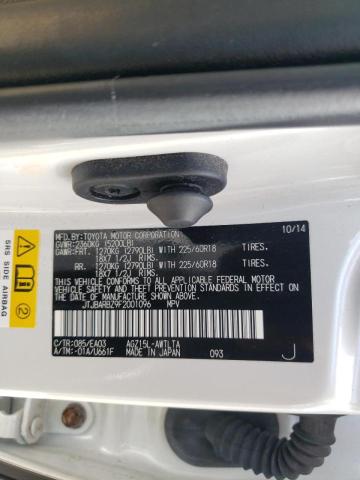 MFD.BY:TOYOTA MOTOR CORPORATION 10/14
GVWR:2360KG (5200LB)
GAWR:FRT. 1270KG (2790LB) WITH 225/60R18 TIRES.
18X7 1/2J RIMS.
RR. 1270KG (2790LB) WITH 225/60R18 TIRES.
18X7 1/2J RIMS.
THIS VEHICLE CONFORMS TO ALL APPLICABLE FEDERAL MOTOR
VEHICLE SAFETY STANDARDS IN EFFECT ON THE DATE OF
MANUFACTURE SHOWN ABOVE.
JTJBARBZ9F2001096 MPV
C/TR:085/EA03 AGZ15L-AWTLTA
A/TM:-01A/U661F MADE IN JAPAN 093 J
SRS SIDE AIRBAG
2